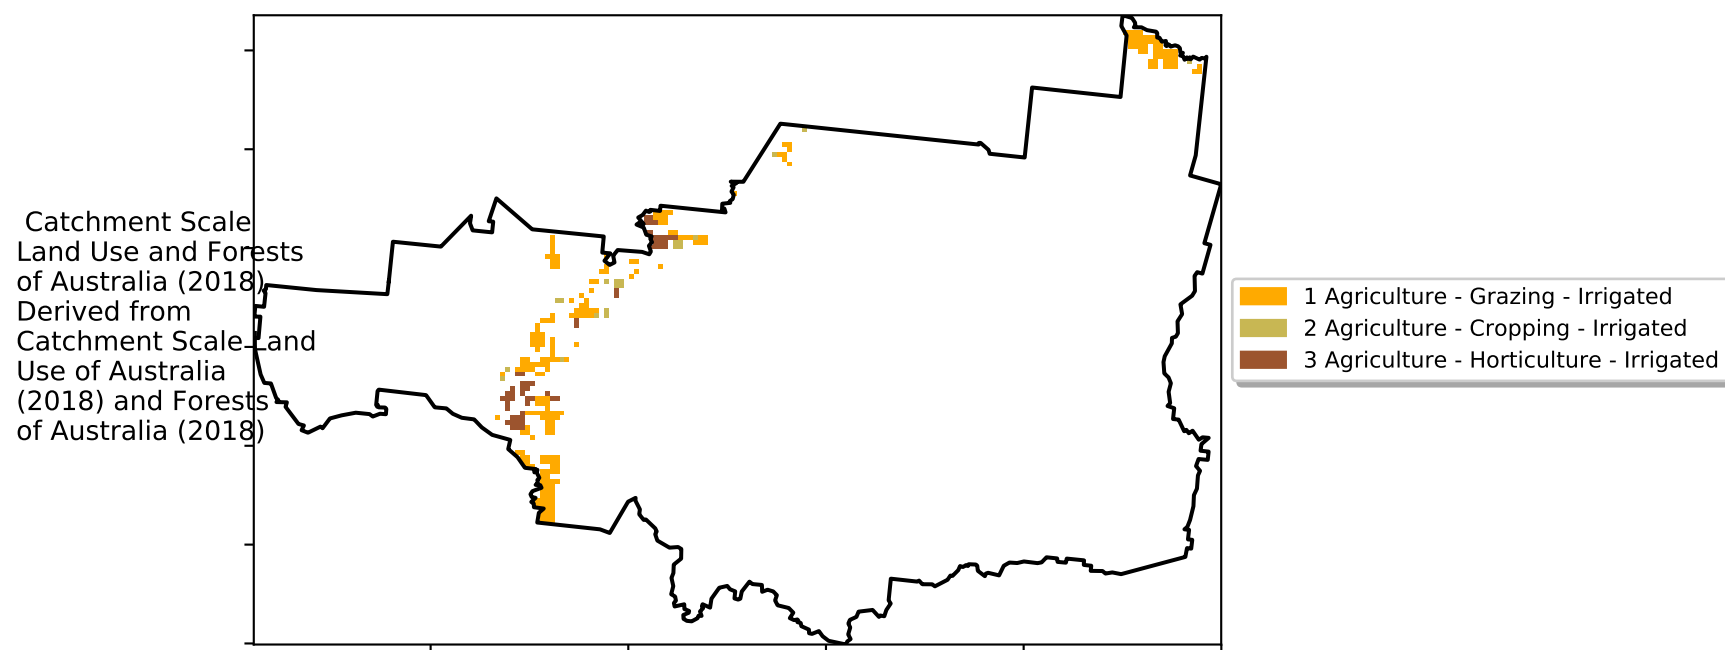 Catchment Scale
Land Use and Forests
of Australia (2018)
Derived from
Catchment Scale Land
Use of Australia
(2018) and Forests
of Australia (2018)
1 Agriculture - Grazing - Irrigated
2 Agriculture - Cropping - Irrigated
3 Agriculture - Horticulture - Irrigated